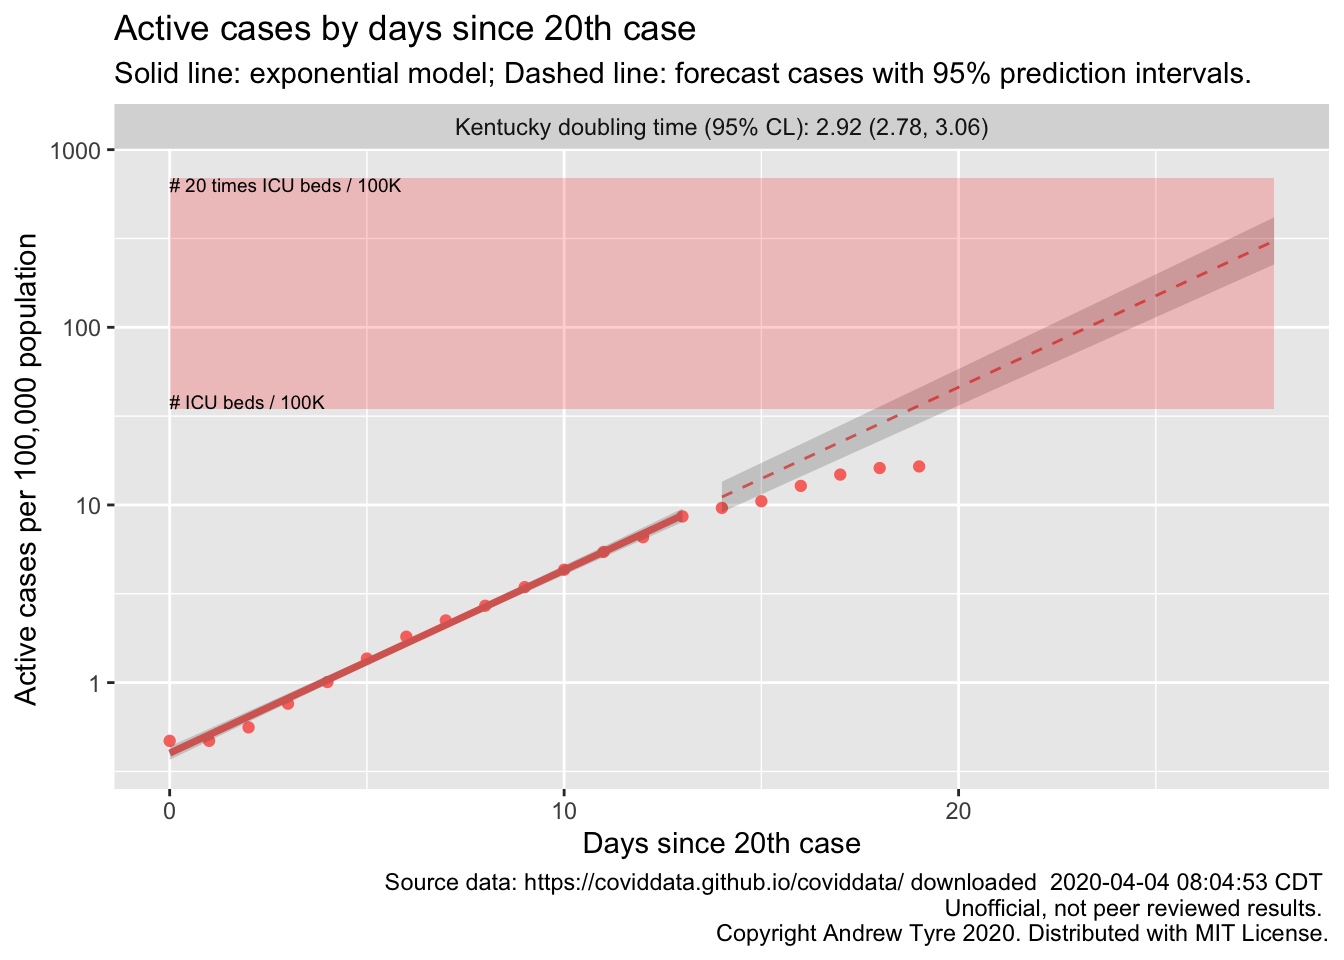 Active cases by days since 20th case
Solid line: exponential model; Dashed line: forecast cases with 95% prediction intervals.
Kentucky doubling time (95% CL): 2.92 (2.78, 3.06)
Active cases per 100,000 population
1000
100
10
1
# 20 times ICU beds / 100K
# ICU beds / 100K
0
10
20
Days since 20th case
Source data: https://coviddata.github.io/coviddata/ downloaded  2020-04-04 08:04:53 CDT
Unofficial, not peer reviewed results.
Copyright Andrew Tyre 2020. Distributed with MIT License.